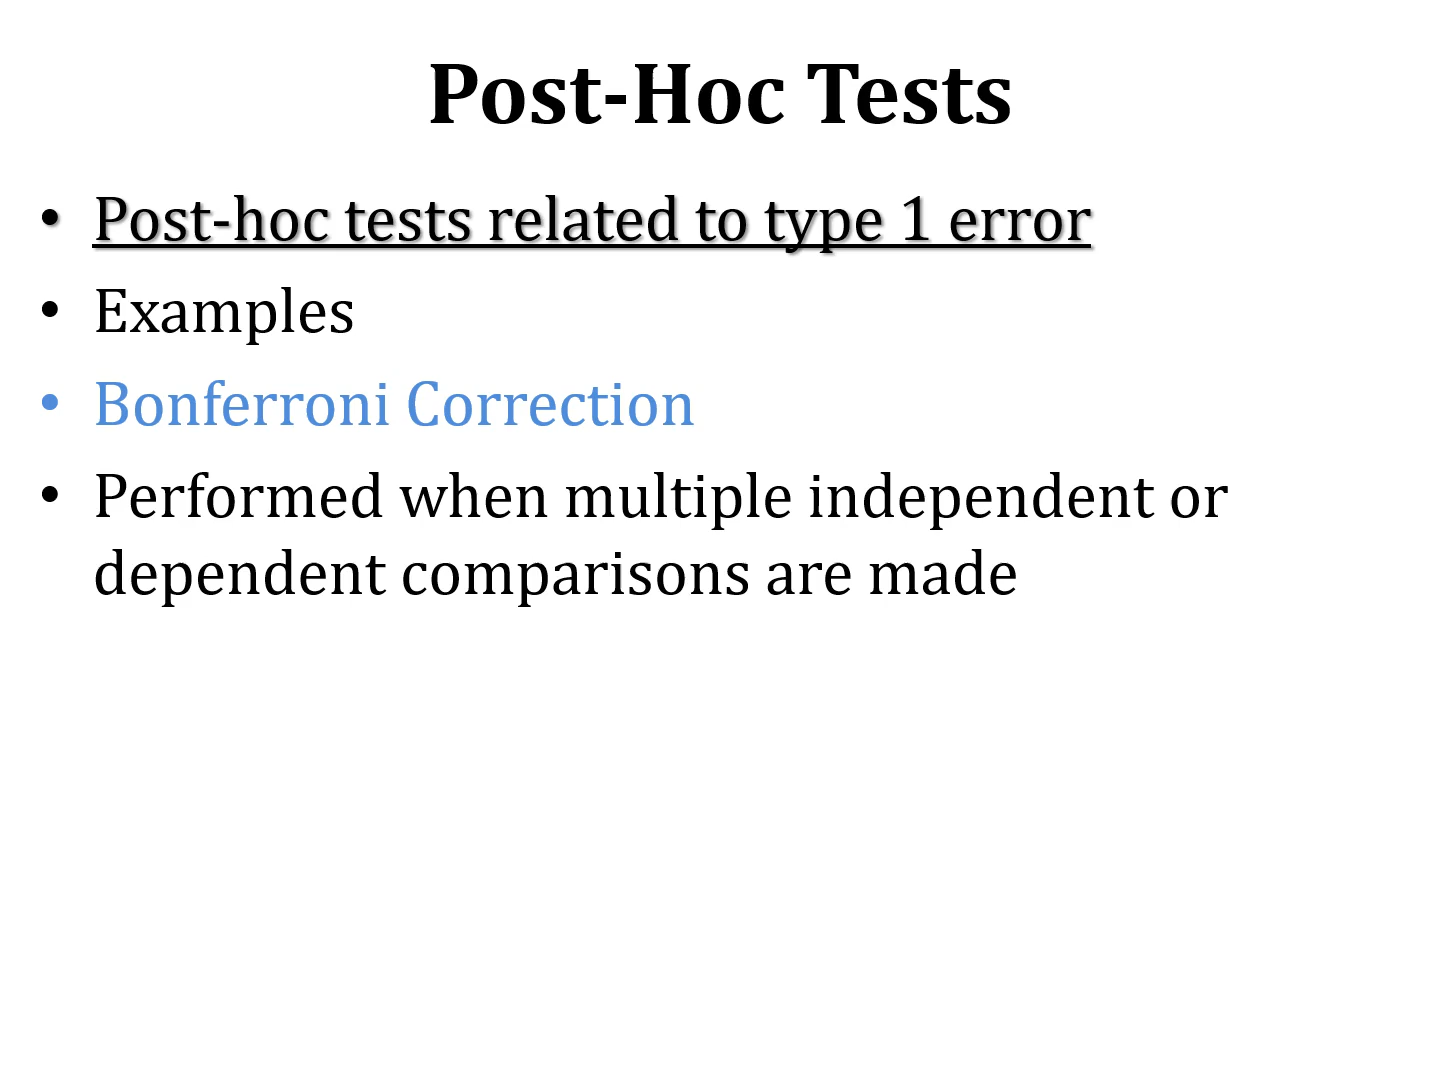 Post-Hoc Tests
• Post-hoc tests related to type 1 error
• Examples
• Bonferroni Correction
• Performed when multiple independent or
dependent comparisons are made